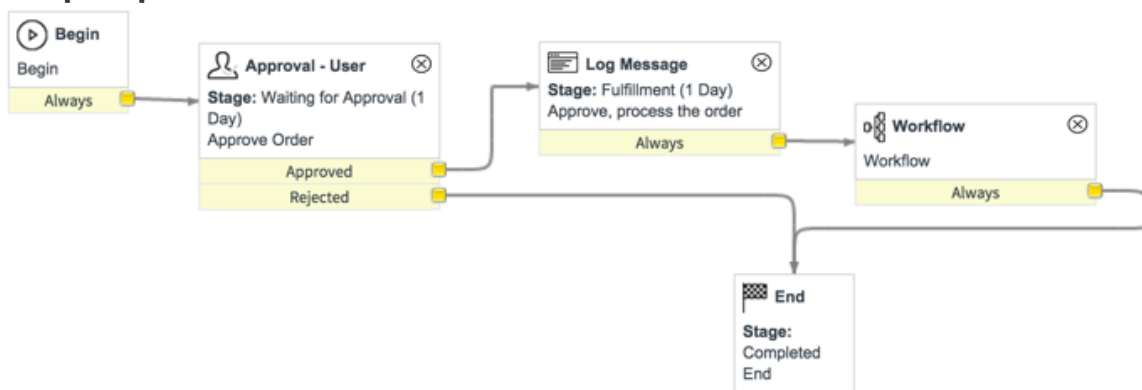 Begin
Begin
Always
Approval - User
Stage: Waiting for Approval (1
Day)
Approve Order
Approved
Rejected
Log Message
Stage: Fulfillment (1 Day)
Approve, process the order
Always
Workflow
Workflow
Always
End
Stage:
Completed
End